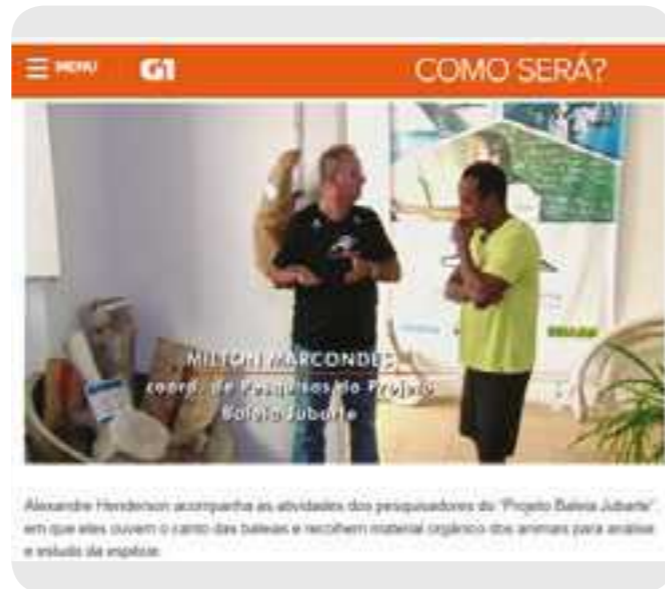 MENU G1 COMO SERÁ?
MILTON MARCONDES
coord. de Pesquisas do Projeto
Baleia Jubarte
Alexandre Henderson acompanha as atividades dos pesquisadores do "Projeto Baleia Jubarte",
em que eles ouvem o canto das baleias e recolhem material orgânico dos animais para análise
e estudo da espécie.